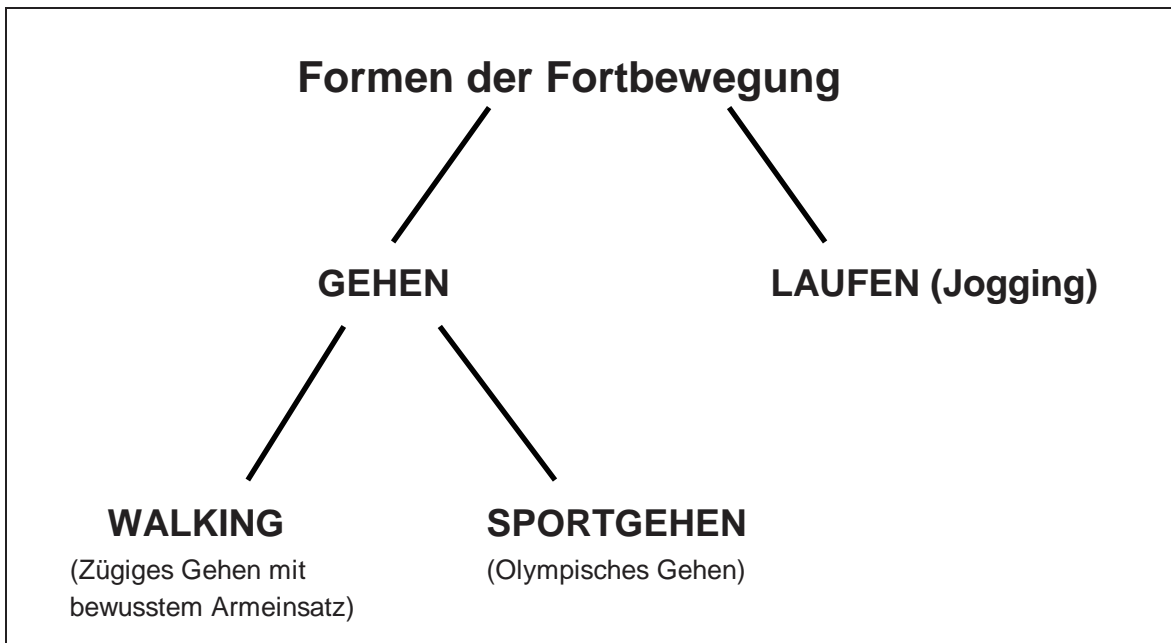 Formen der Fortbewegung
GEHEN
LAUFEN (Jogging)
WALKING
(Zügiges Gehen mit
bewusstem Armeinsatz)
SPORTGEHEN
(Olympisches Gehen)